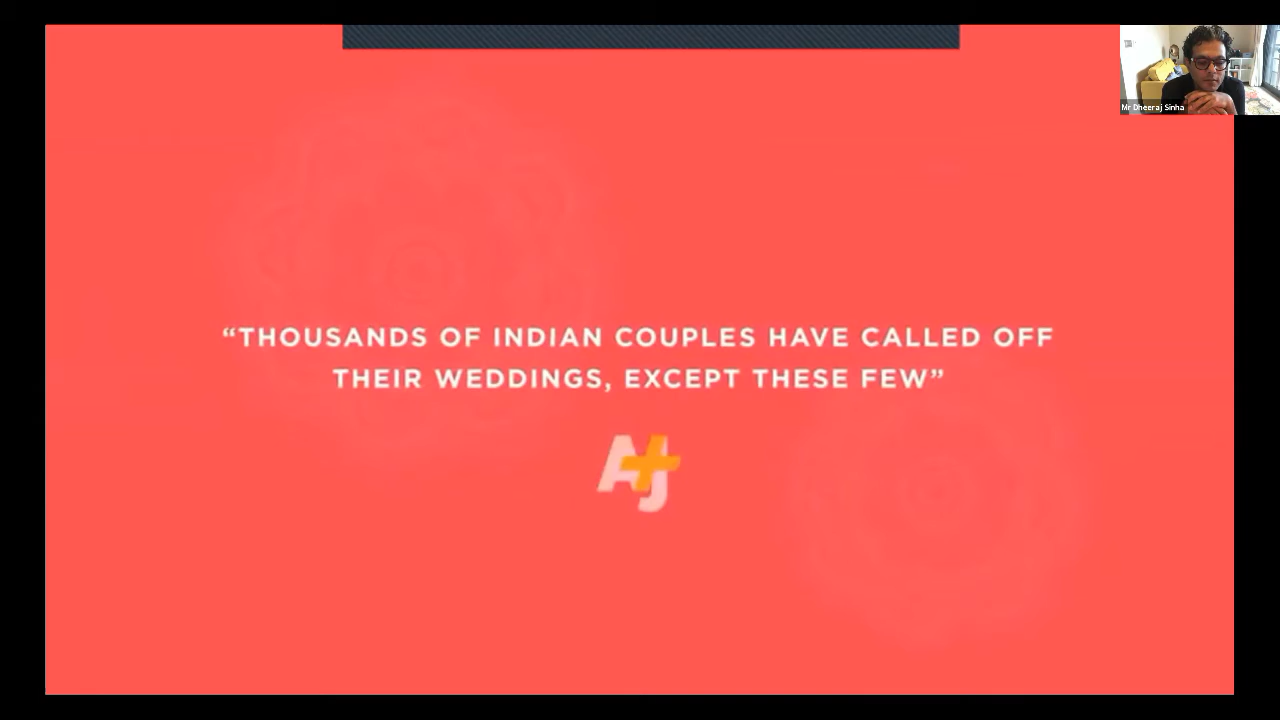 Mr Dheeraj Sinha
“THOUSANDS OF INDIAN COUPLES HAVE CALLED OFF
THEIR WEDDINGS, EXCEPT THESE FEW”
AJ+